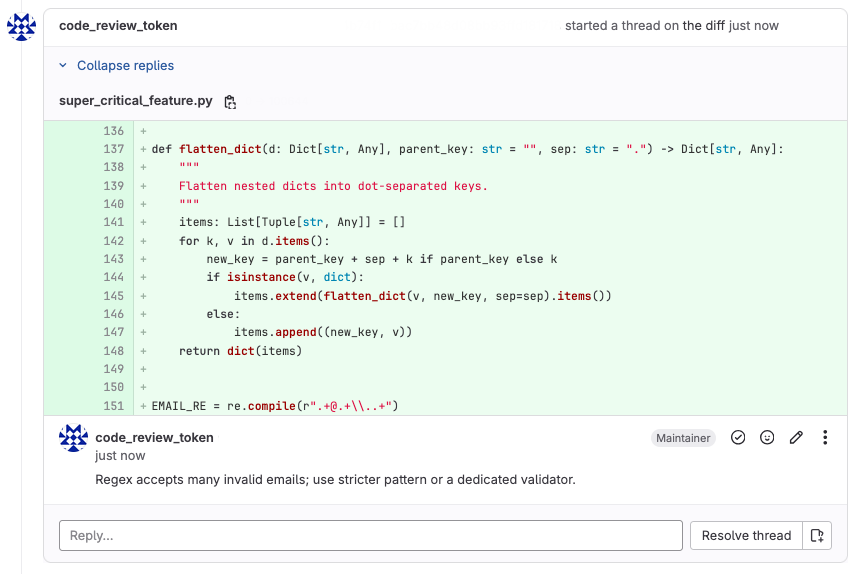 code_review_token started a thread on the diff just now
Collapse replies
super_critical_feature.py
136 +
137 + def flatten_dict(d: Dict[str, Any], parent_key: str = "", sep: str = ".") -> Dict[str, Any]:
138 +     """
139 +     Flatten nested dicts into dot-separated keys.
140 +     """
141 +     items: List[Tuple[str, Any]] = []
142 +     for k, v in d.items():
143 +         new_key = parent_key + sep + k if parent_key else k
144 +         if isinstance(v, dict):
145 +             items.extend(flatten_dict(v, new_key, sep=sep).items())
146 +         else:
147 +             items.append((new_key, v))
148 +     return dict(items)
149 +
150 +
151 + EMAIL_RE = re.compile(r".+@.+\\..+")
code_review_token Maintainer
just now
Regex accepts many invalid emails; use stricter pattern or a dedicated validator.
Reply... Resolve thread